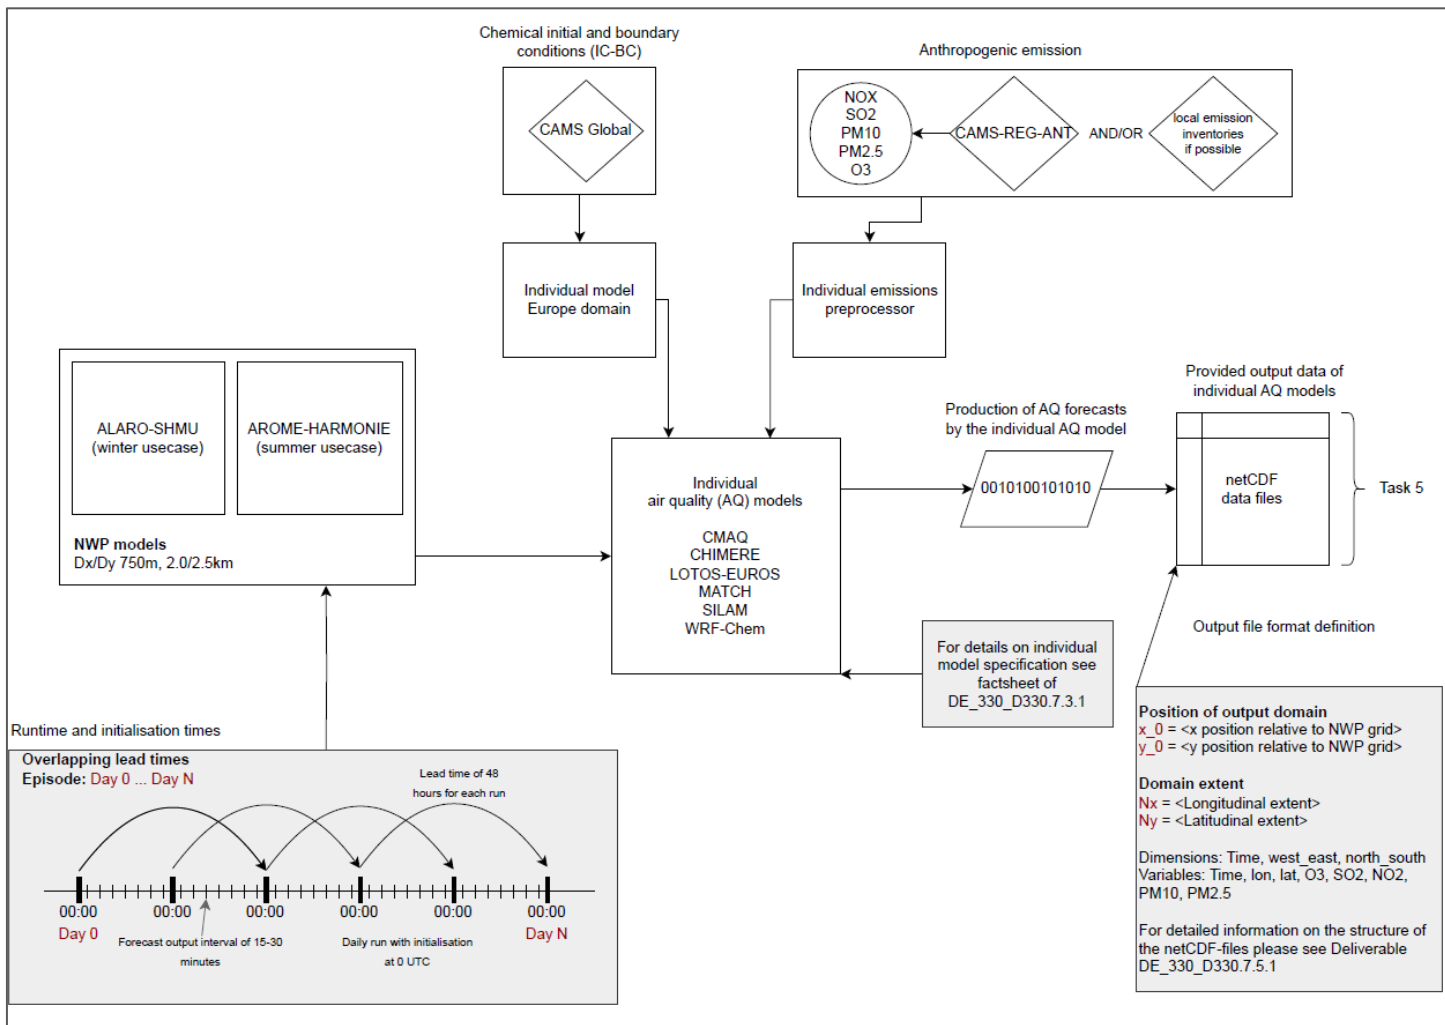 Chemical initial and boundary
conditions (IC-BC)
CAMS Global
Anthropogenic emission
NOX
SO2
PM10
PM2.5
O3
CAMS-REG-ANT
AND/OR
local emission
inventories
if possible
Individual model
Europe domain
Individual emissions
preprocessor
ALARO-SHMU
(winter usecase)
AROME-HARMONIE
(summer usecase)
NWP models
Dx/Dy 750m, 2.0/2.5km
Individual
air quality (AQ) models
CMAQ
CHIMERE
LOTOS-EUROS
MATCH
SILAM
WRF-Chem
Production of AQ forecasts
by the individual AQ model
0010100101010
Provided output data of
individual AQ models
netCDF
data files
Task 5
For details on individual
model specification see
factsheet of
DE_330_D330.7.3.1
Output file format definition
Position of output domain
x_0 = <x position relative to NWP grid>
y_0 = <y position relative to NWP grid>
Domain extent
Nx = <Longitudinal extent>
Ny = <Latitudinal extent>
Dimensions: Time, west_east, north_south
Variables: Time, lon, lat, O3, SO2, NO2,
PM10, PM2.5
For detailed information on the structure of
the netCDF-files please see Deliverable
DE_330_D330.7.5.1
Runtime and initialisation times
Overlapping lead times
Episode: Day 0 ... Day N
Lead time of 48
hours for each run
00:00 00:00 00:00 00:00 00:00 00:00
Day 0
Day N
Forecast output interval of 15-30
minutes
Daily run with initialisation
at 0 UTC